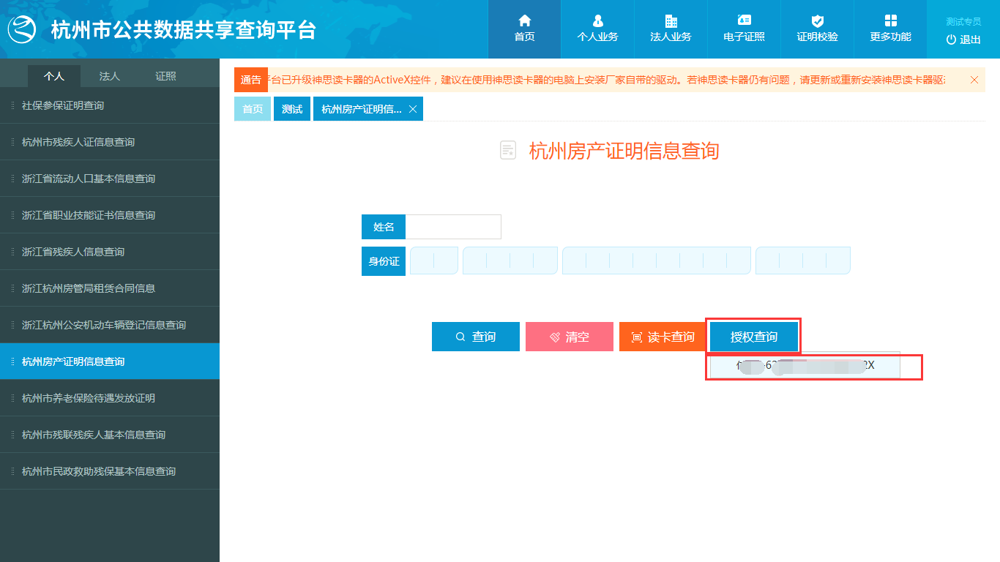 杭州市公共数据共享查询平台
首页
个人业务
法人业务
电子证照
证明校验
更多功能
测试专员
退出
个人
法人
证照
社保参保证明查询
杭州市残疾人证信息查询
浙江省流动人口基本信息查询
浙江省职业技能证书信息查询
浙江省残疾人信息查询
浙江杭州房管局租赁合同信息
浙江杭州公安机动车辆登记信息查询
杭州房产证明信息查询
杭州市养老保险待遇发放证明
杭州市残联残疾人基本信息查询
杭州市民政救助残保基本信息查询
通告
台已升级神思读卡器的ActiveX控件，建议在使用神思读卡器的电脑上安装厂家自带的驱动。若神思读卡器仍有问题，请更新或重新安装神思读卡器驱
首页
测试
杭州房产证明信...
杭州房产证明信息查询
姓名
身份证
查询
清空
读卡查询
授权查询